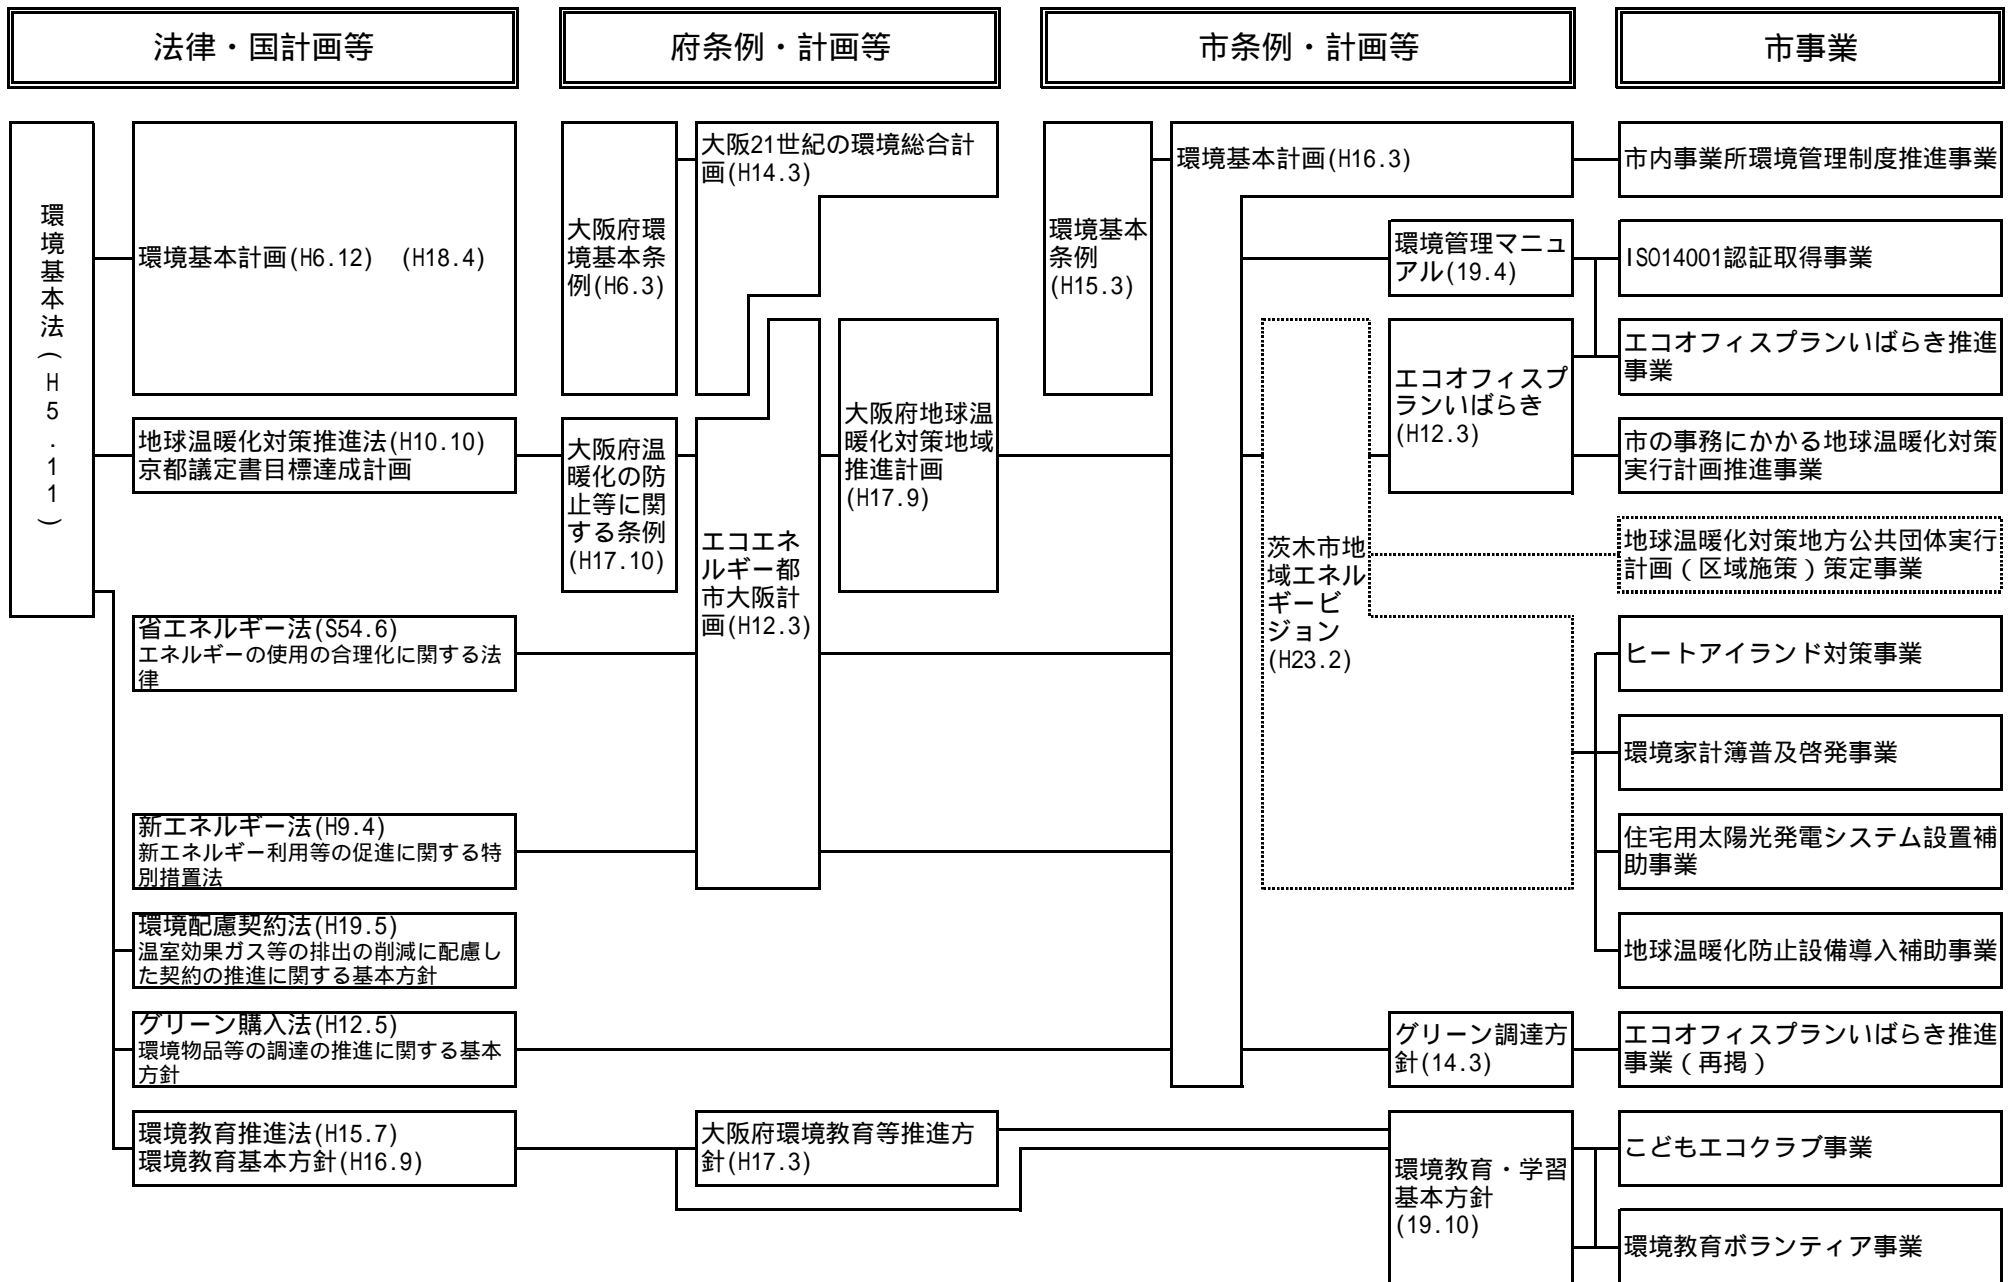 法律・国計画等
府条例・計画等
市条例・計画等
市事業
環境基本法(H5.11)
環境基本計画(H6.12) (H18.4)
地球温暖化対策推進法(H10.10)
京都議定書目標達成計画
省エネルギー法(S54.6)
エネルギーの使用の合理化に関する法
律
新エネルギー法(H9.4)
新エネルギー利用等の促進に関する特
別措置法
環境配慮契約法(H19.5)
温室効果ガス等の排出の削減に配慮し
た契約の推進に関する基本方針
グリーン購入法(H12.5)
環境物品等の調達の推進に関する基本
方針
環境教育推進法(H15.7)
環境教育基本方針(H16.9)
大阪府環
境基本条
例(H6.3)
大阪21世紀の環境総合計
画(H14.3)
大阪府温
暖化の防
止等に関
する条例
(H17.10)
エコエネ
ルギー都
市大阪計
画(H12.3)
大阪府地球温
暖化対策地域
推進計画
(H17.9)
大阪府環境教育等推進方
針(H17.3)
環境基本
条例
(H15.3)
環境基本計画(H16.3)
環境管理マニュ
アル(19.4)
エコオフィスプ
ランいばらき
(H12.3)
茨木市地
域エネル
ギービ
ジョン
(H23.2)
グリーン調達方
針(14.3)
環境教育・学習
基本方針
(19.10)
市内事業所環境管理制度推進事業
ISO14001認証取得事業
エコオフィスプランいばらき推進
事業
市の事務にかかる地球温暖化対策
実行計画推進事業
地球温暖化対策地方公共団体実行
計画(区域施策)策定事業
ヒートアイランド対策事業
環境家計簿普及啓発事業
住宅用太陽光発電システム設置補
助事業
地球温暖化防止設備導入補助事業
エコオフィスプランいばらき推進
事業(再掲)
こどもエコクラブ事業
環境教育ボランティア事業